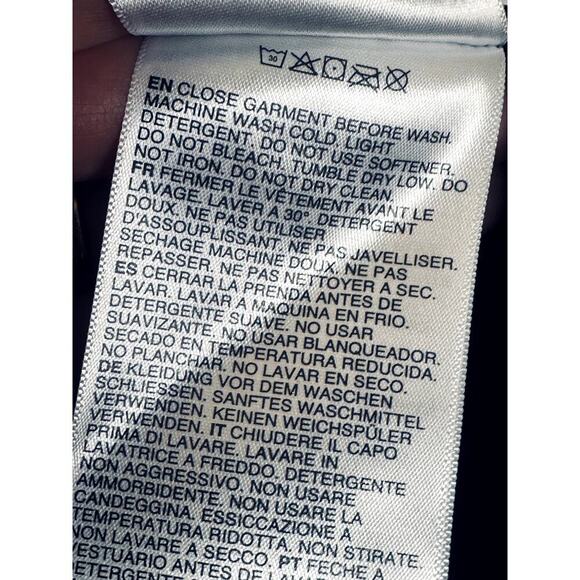 30
EN CLOSE GARMENT BEFORE WASH.
MACHINE WASH COLD. LIGHT
DETERGENT. DO NOT USE SOFTENER.
DO NOT BLEACH. TUMBLE DRY LOW. DO
NOT IRON. DO NOT DRY CLEAN.
FR FERMER LE VÊTEMENT AVANT LE
LAVAGE. LAVER À 30°. DETERGENT
DOUX. NE PAS UTILISER
D'ASSOUPLISSANT. NE PAS JAVELLISER.
SECHAGE MACHINE DOUX. NE PAS
REPASSER. NE PAS NETTOYER A SEC.
ES CERRAR LA PRENDA ANTES DE
LAVAR. LAVAR A MAQUINA EN FRIO.
DETERGENTE SUAVE. NO USAR
SUAVIZANTE. NO USAR BLANQUEADOR.
SECADO EN TEMPERATURA REDUCIDA.
NO PLANCHAR. NO LAVAR EN SECO.
DE KLEIDUNG VOR DEM WASCHEN
SCHLIESSEN. SANFTES WASCHMITTEL
VERWENDEN. KEINEN WEICHSPÜLER
VERWENDEN. IT CHIUDERE IL CAPO
PRIMA DI LAVARE. LAVARE IN
LAVATRICE A FREDDO. DETERGENTE
NON AGGRESSIVO. NON USARE
AMMORBIDENTE. NON USARE LA
CANDEGGINA. ESSICCAZIONE A
TEMPERATURA RIDOTTA. NON STIRATE.
NON LAVARE A SECCO. PT FECHE A
VESTUÁRIO ANTES DE
DETERGENTE